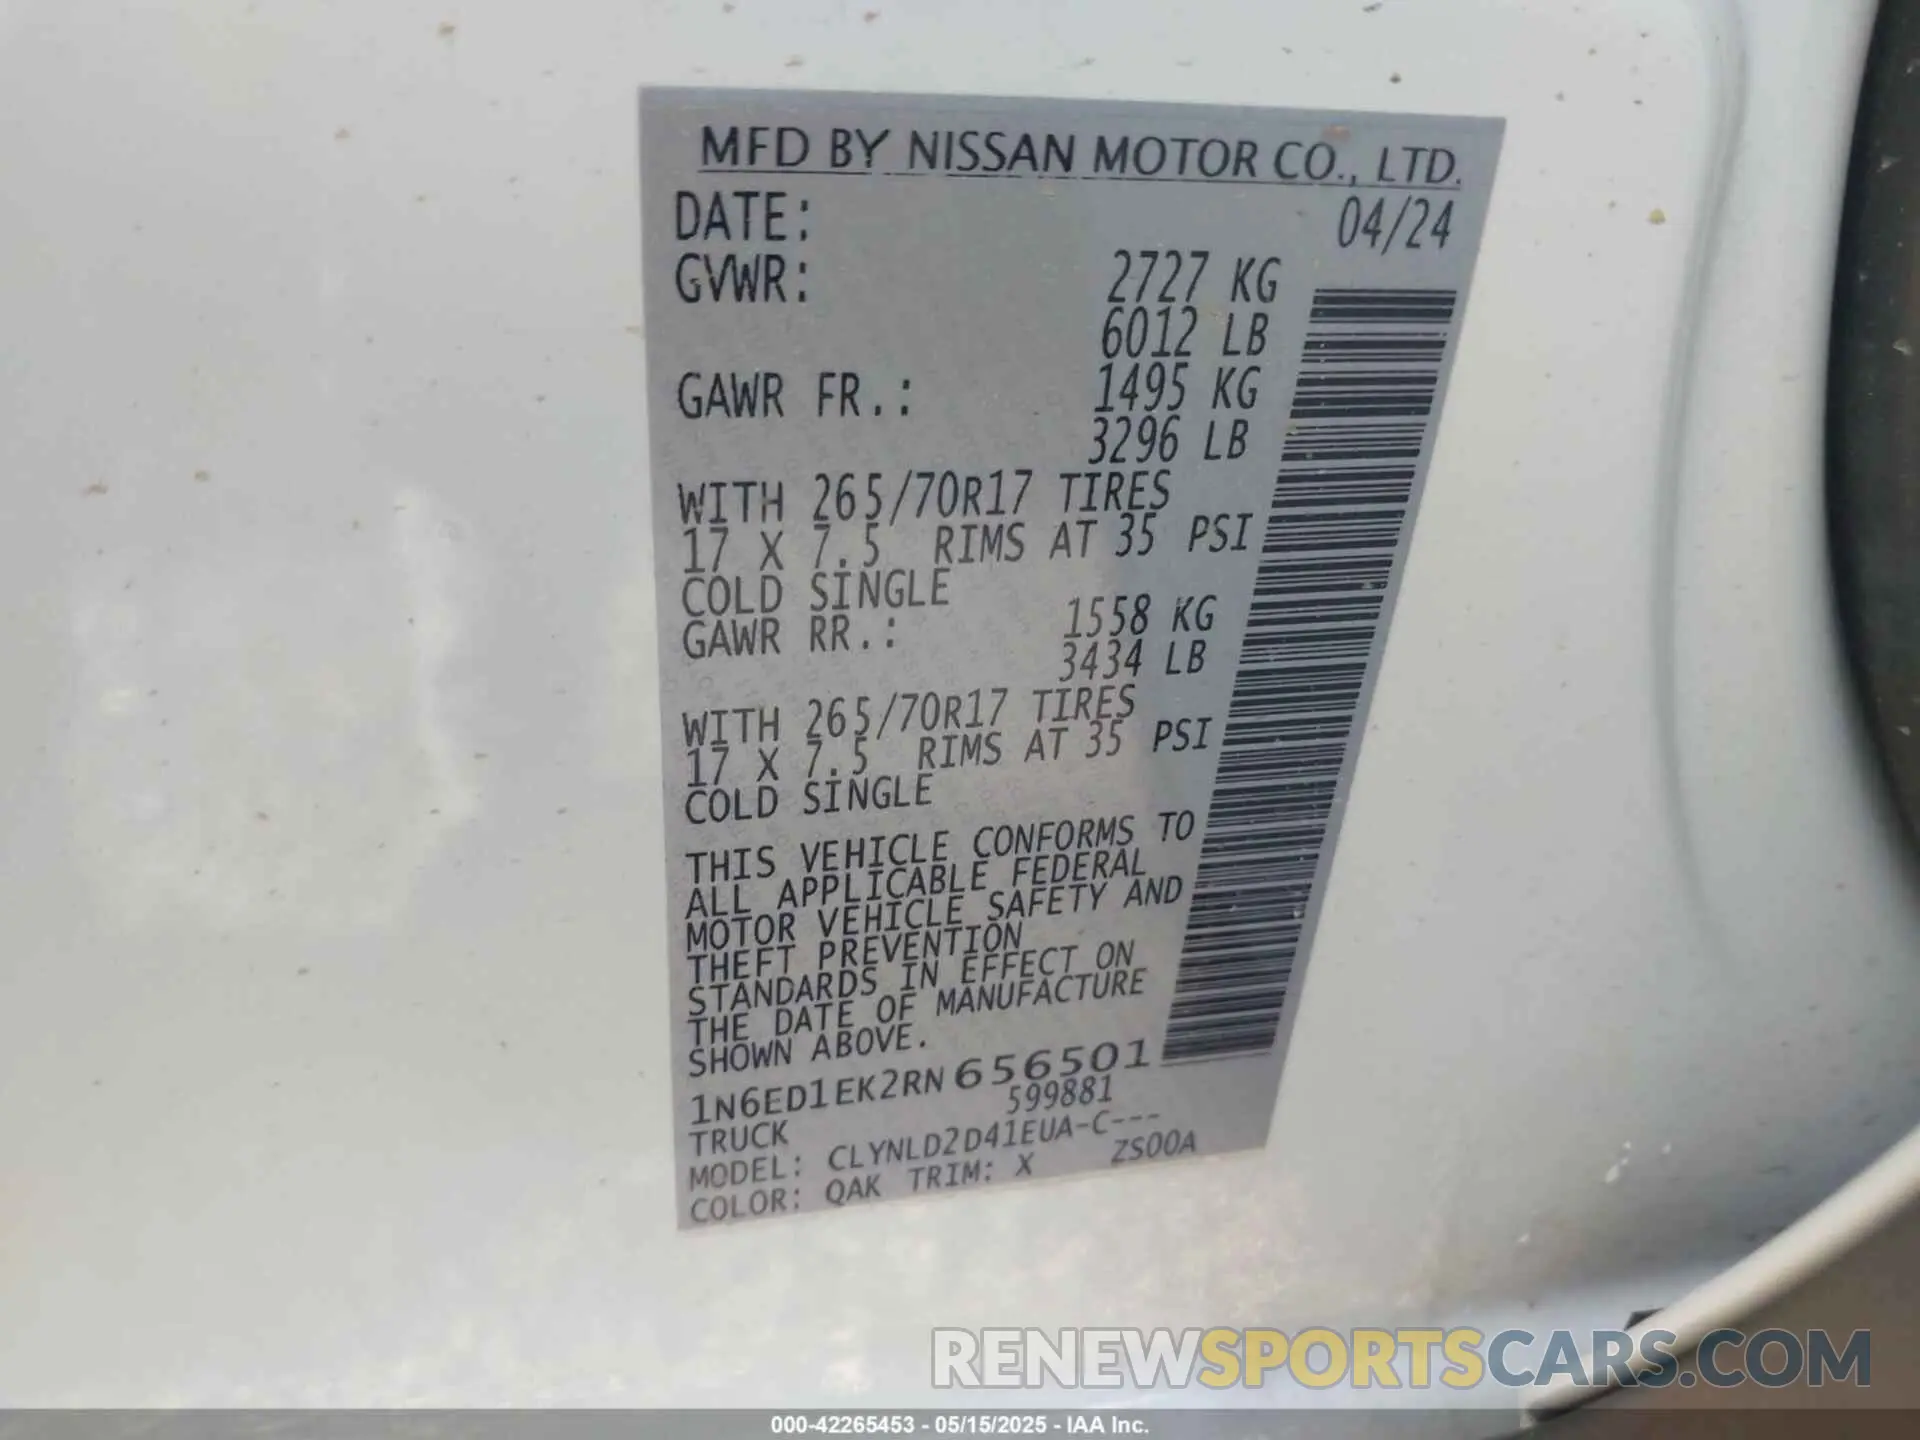 MFD BY NISSAN MOTOR CO., LTD.
DATE: 04/24
GVWR: 2727 KG
6012 LB
GAWR FR.: 1495 KG
3296 LB
WITH 265/70R17 TIRES
17 X 7.5 RIMS AT 35 PSI
COLD SINGLE
GAWR RR.: 1558 KG
3434 LB
WITH 265/70R17 TIRES
17 X 7.5 RIMS AT 35 PSI
COLD SINGLE
THIS VEHICLE CONFORMS TO
ALL APPLICABLE FEDERAL
MOTOR VEHICLE SAFETY AND
THEFT PREVENTION
STANDARDS IN EFFECT ON
THE DATE OF MANUFACTURE
SHOWN ABOVE.
1N6ED1EK2RN656501
TRUCK 599881
MODEL: CLYNLD2D41EUA-C---
COLOR: QAK TRIM: X ZS00A
RENEWSPORTSCARS.COM
000-42265453 - 05/15/2025 - IAA Inc.